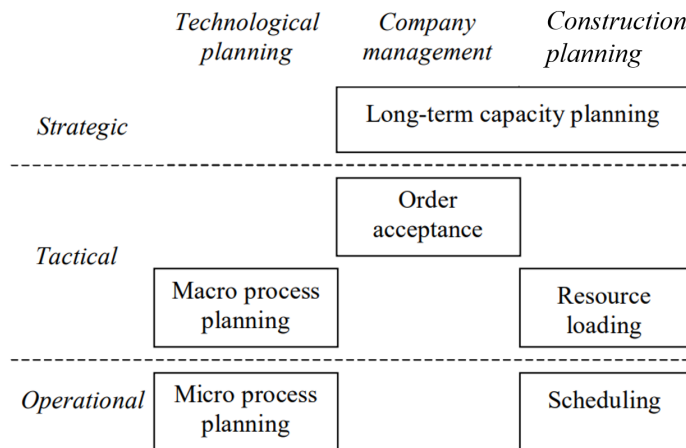 Technological
planning
Company
management
Construction
planning
Strategic
Long-term capacity planning
Order
acceptance
Tactical
Macro process
planning
Resource
loading
Operational
Micro process
planning
Scheduling